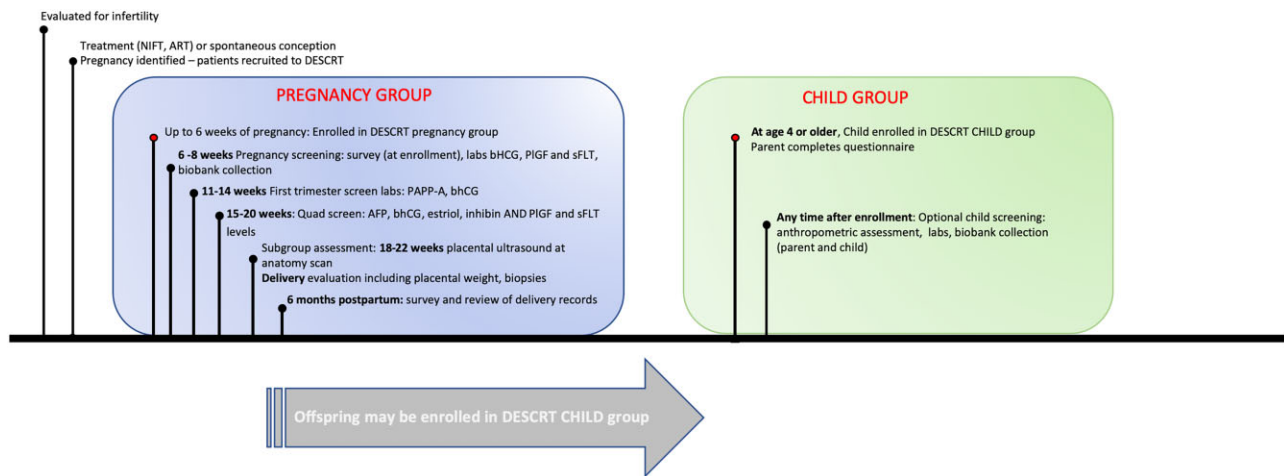 Evaluated for infertility
Treatment (NIFT, ART) or spontaneous conception
Pregnancy identified – patients recruited to DESCRT
PREGNANCY GROUP
Up to 6 weeks of pregnancy: Enrolled in DESCRT pregnancy group
6 -8 weeks Pregnancy screening: survey (at enrollment), labs bHCG, PlGF and sFLT,
biobank collection
11-14 weeks First trimester screen labs: PAPP-A, bhCG
15-20 weeks: Quad screen: AFP, bhCG, estriol, inhibin AND PlGF and sFLT
levels
Subgroup assessment: 18-22 weeks placental ultrasound at
anatomy scan
Delivery evaluation including placental weight, biopsies
6 months postpartum: survey and review of delivery records
CHILD GROUP
At age 4 or older, Child enrolled in DESCRT CHILD group
Parent completes questionnaire
Any time after enrollment: Optional child screening:
anthropometric assessment, labs, biobank collection
(parent and child)
Offspring may be enrolled in DESCRT CHILD group